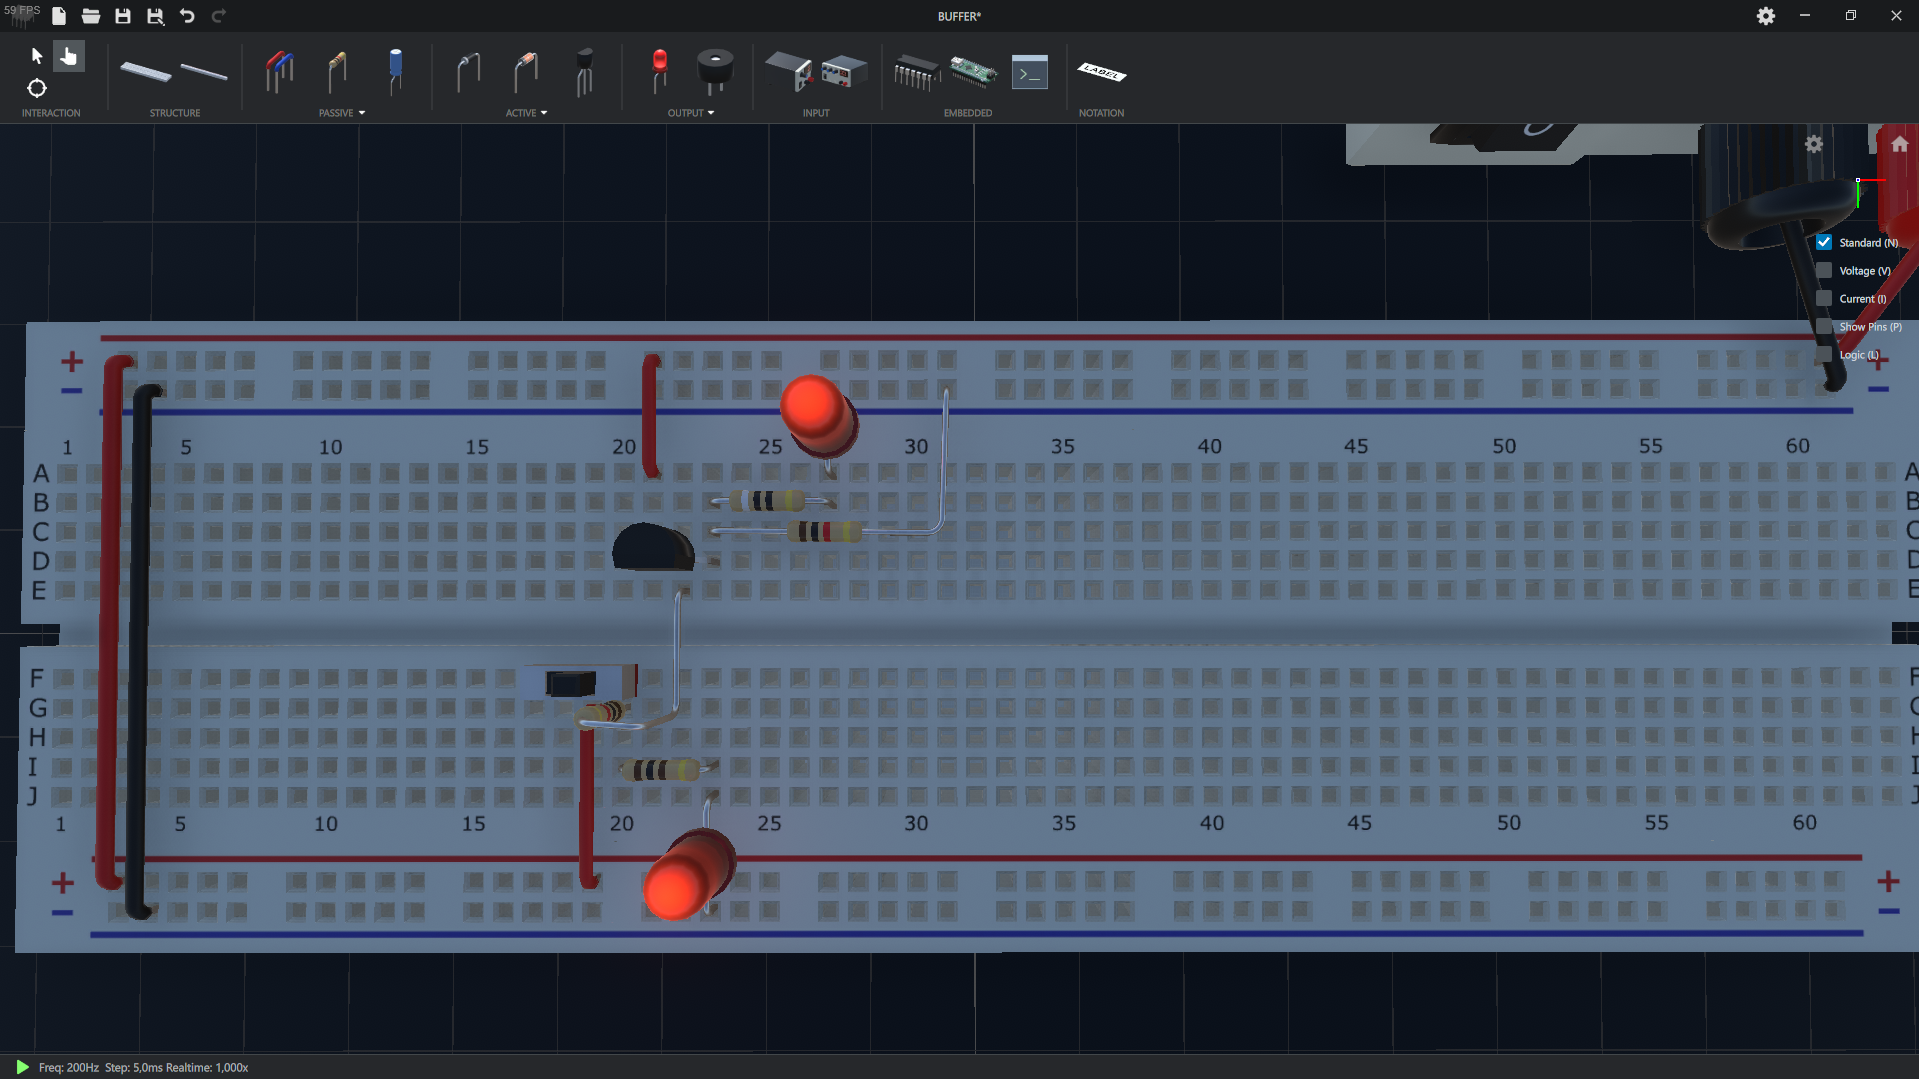 59 FPS
BUFFER*
LABEL
INTERACTION STRUCTURE PASSIVE ACTIVE OUTPUT INPUT EMBEDDED NOTATION
Standard (N)
Voltage (V)
Current (I)
Show Pins (P)
Logic (L)
+ +
− −
1 5 10 15 20 25 30 35 40 45 50 55 60
A A
B B
C C
D D
E E
F F
G G
H H
I I
J J
1 5 10 15 20 25 30 35 40 45 50 55 60
+ +
− −
Freq: 200Hz Step: 5,0ms Realtime: 1,000x